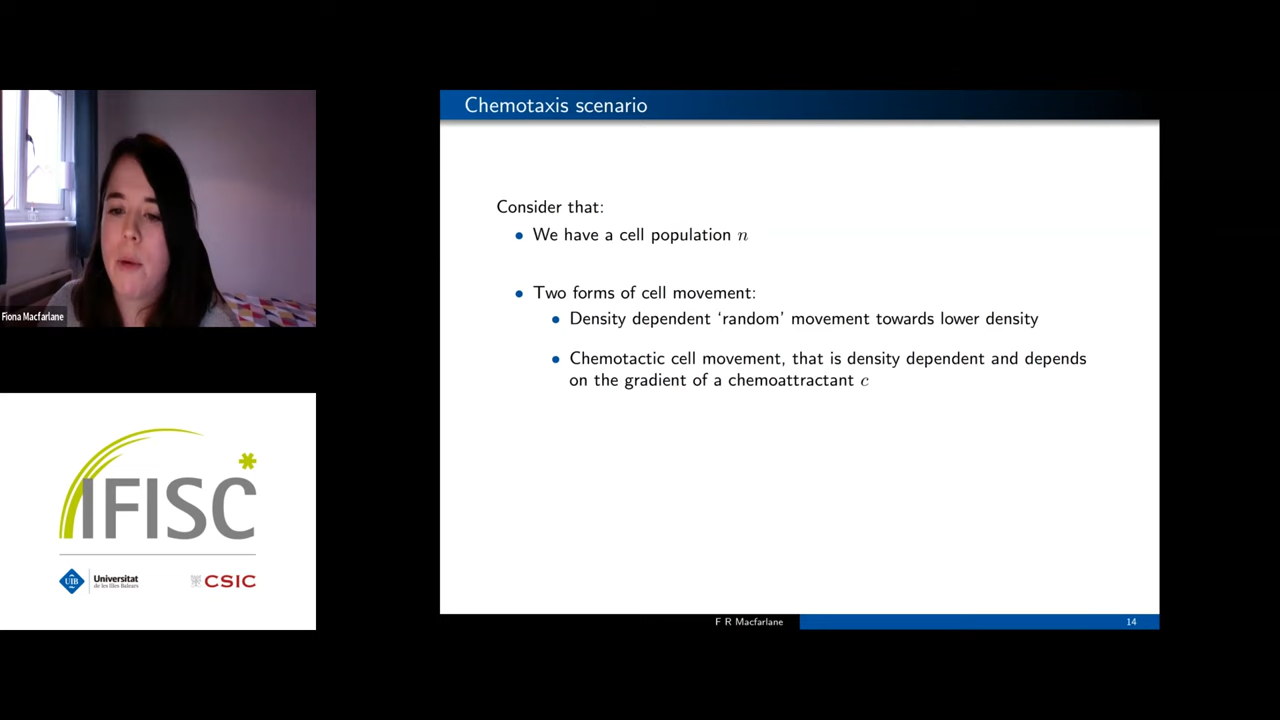 Chemotaxis scenario
Consider that:
• We have a cell population n
• Two forms of cell movement:
• Density dependent ‘random’ movement towards lower density
• Chemotactic cell movement, that is density dependent and depends
on the gradient of a chemoattractant c
F R Macfarlane
14
Fiona Macfarlane
IFISC
UIB
Universitat
de les Illes Balears
CSIC